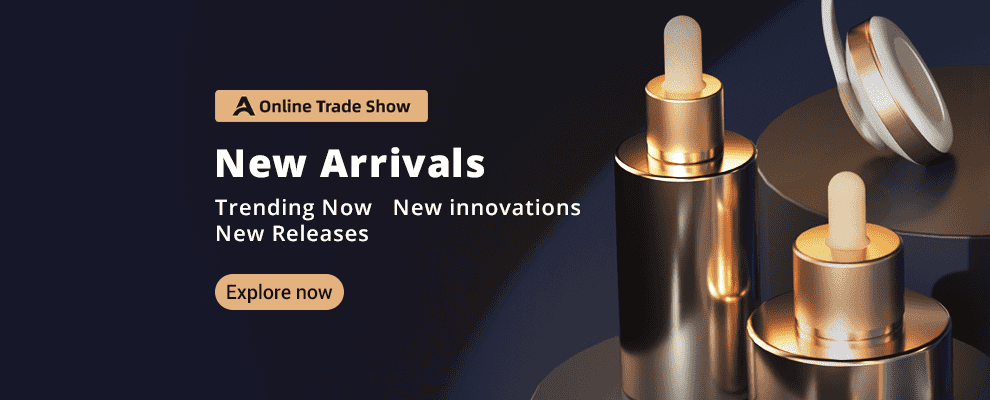 Online Trade Show
New Arrivals
Trending Now New innovations
New Releases
Explore now